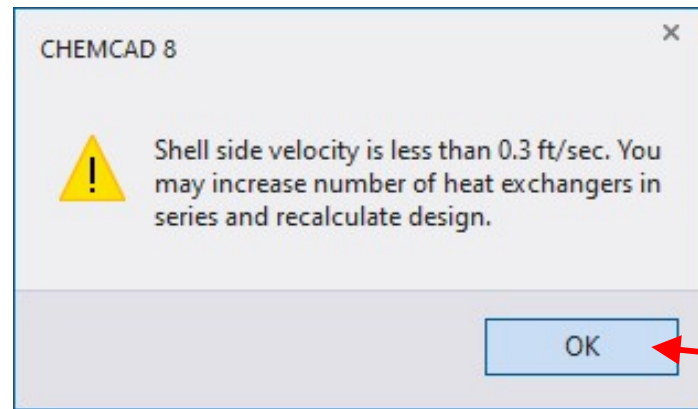 CHEMCAD 8
Shell side velocity is less than 0.3 ft/sec. You
may increase number of heat exchangers in
series and recalculate design.
OK